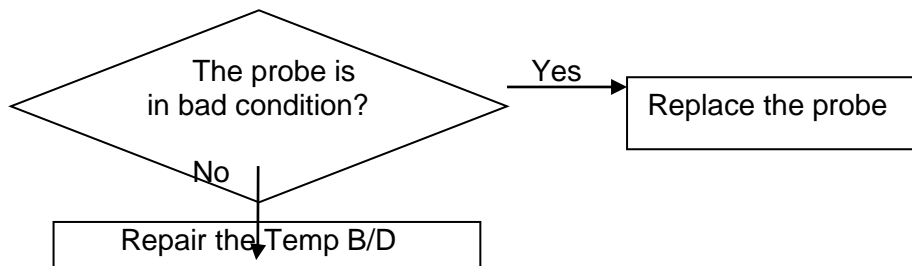 The probe is
in bad condition?
Yes
Replace the probe
No
Repair the Temp B/D